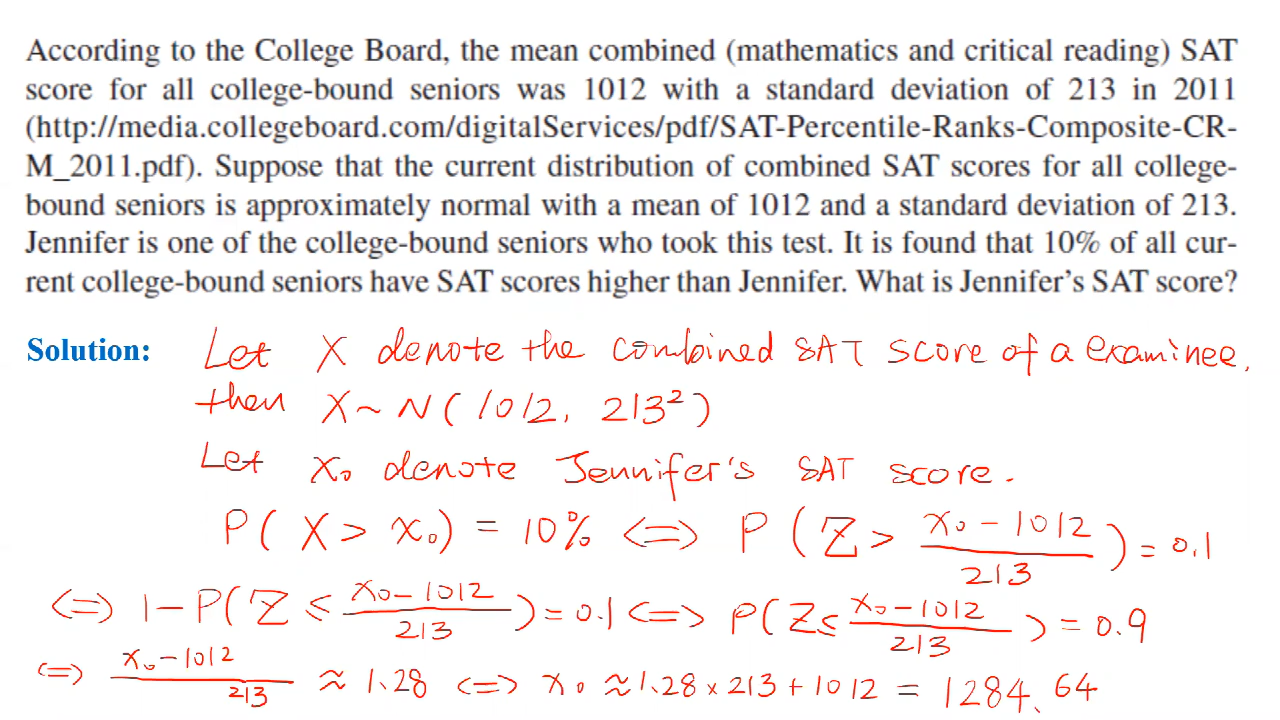 According to the College Board, the mean combined (mathematics and critical reading) SAT
score for all college-bound seniors was 1012 with a standard deviation of 213 in 2011
(http://media.collegeboard.com/digitalServices/pdf/SAT-Percentile-Ranks-Composite-CR-
M_2011.pdf). Suppose that the current distribution of combined SAT scores for all college-
bound seniors is approximately normal with a mean of 1012 and a standard deviation of 213.
Jennifer is one of the college-bound seniors who took this test. It is found that 10% of all cur-
rent college-bound seniors have SAT scores higher than Jennifer. What is Jennifer's SAT score?
Solution: Let X denote the combined SAT score of a examinee,
then X ~ N(1012, 213²)
Let x₀ denote Jennifer's SAT score.
P(X > x₀) = 10% ⟺ P(Z > (x₀ - 1012)/213) = 0.1
⟺ 1 - P(Z ≤ (x₀ - 1012)/213) = 0.1 ⟺ P(Z ≤ (x₀ - 1012)/213) = 0.9
⟺ (x₀ - 1012)/213 ≈ 1.28 ⟺ x₀ ≈ 1.28 × 213 + 1012 = 1284.64